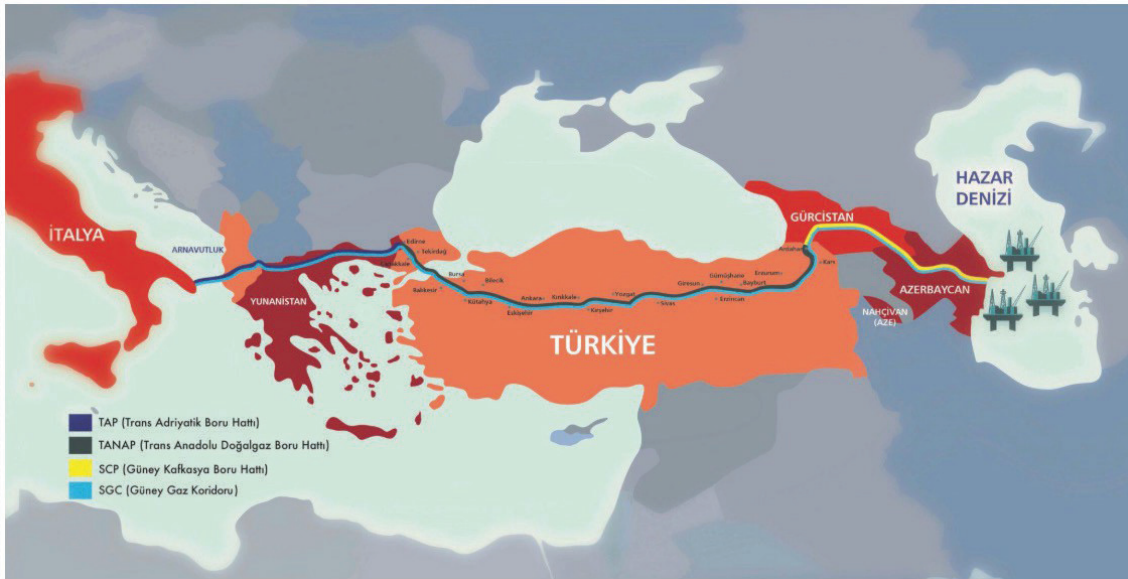 HAZAR
DENİZİ
GÜRCİSTAN
İTALYA
ARNAVUTLUK
Edirne
Tekirdağ
Ardahan
Kars
Çanakkale
Bursa
Bilecik
Gümüşhane
Erzurum
YUNANİSTAN
Balıkesir
Kütahya
Ankara
Kırıkkale
Yozgat
Giresun
Bayburt
AZERBAYCAN
Eskişehir
Kırşehir
Sivas
Erzincan
NAHÇIVAN
(AZE)
TÜRKİYE
TAP (Trans Adriyatik Boru Hattı)
TANAP (Trans Anadolu Doğalgaz Boru Hattı)
SCP (Güney Kafkasya Boru Hattı)
SGC (Güney Gaz Koridoru)